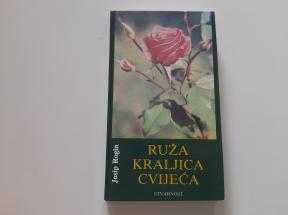 Josip Rogin
RUŽA
KRALJICA
CVIJEĆA
STVARNOST